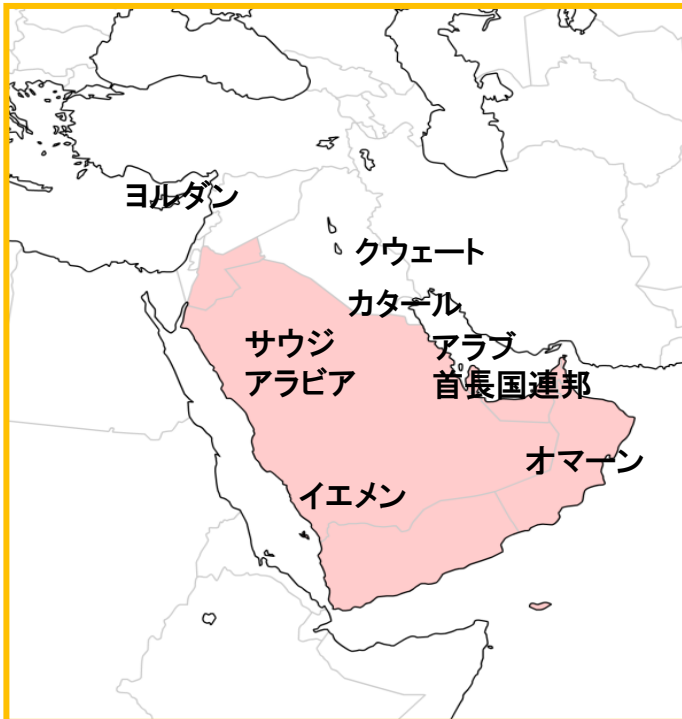 ヨルダン
クウェート
カタール
サウジ
アラビア
アラブ
首長国連邦
オマーン
イエメン